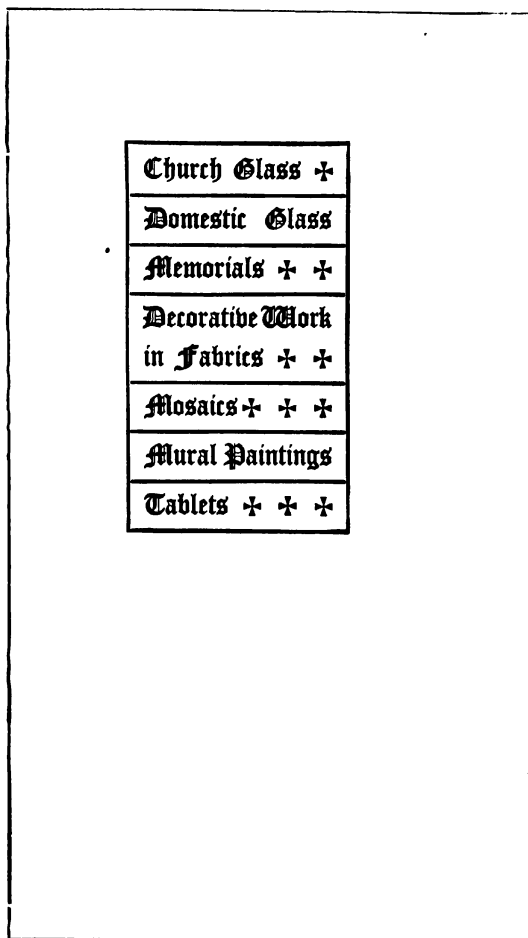 Church Glass ✠
Domestic Glass
Memorials ✠ ✠
Decorative Work
in Fabrics ✠ ✠
Mosaics ✠ ✠ ✠
Mural Paintings
Tablets ✠ ✠ ✠